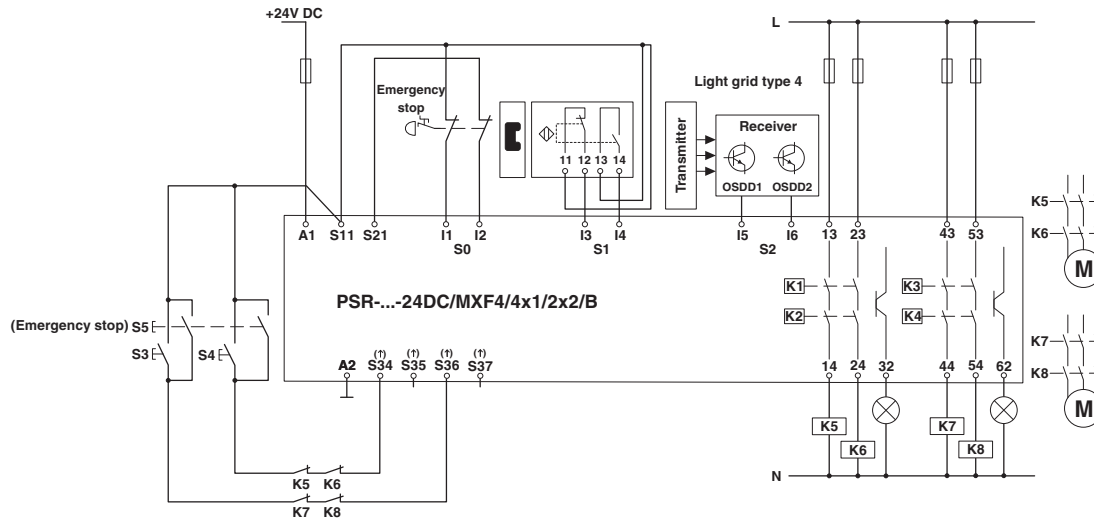 +24V DC
L
Light grid type 4
Emergency
stop
Transmitter
Receiver
11 12 13 14
OSDD1 OSDD2
K5
K6
M
A1 S11 S21 I1 I2 I3 I4 I5 I6 13 23 43 53
S0 S1 S2
K1 K3
K2 K4
PSR-...-24DC/MXF4/4x1/2x2/B
(Emergency stop) S5
S3 S4
(↑) (↑) (↑) (↑)
A2 S34 S35 S36 S37
14 24 32 44 54 62
K7
K8
M
K5 K7
K6 K8
K5 K6
K7 K8
N